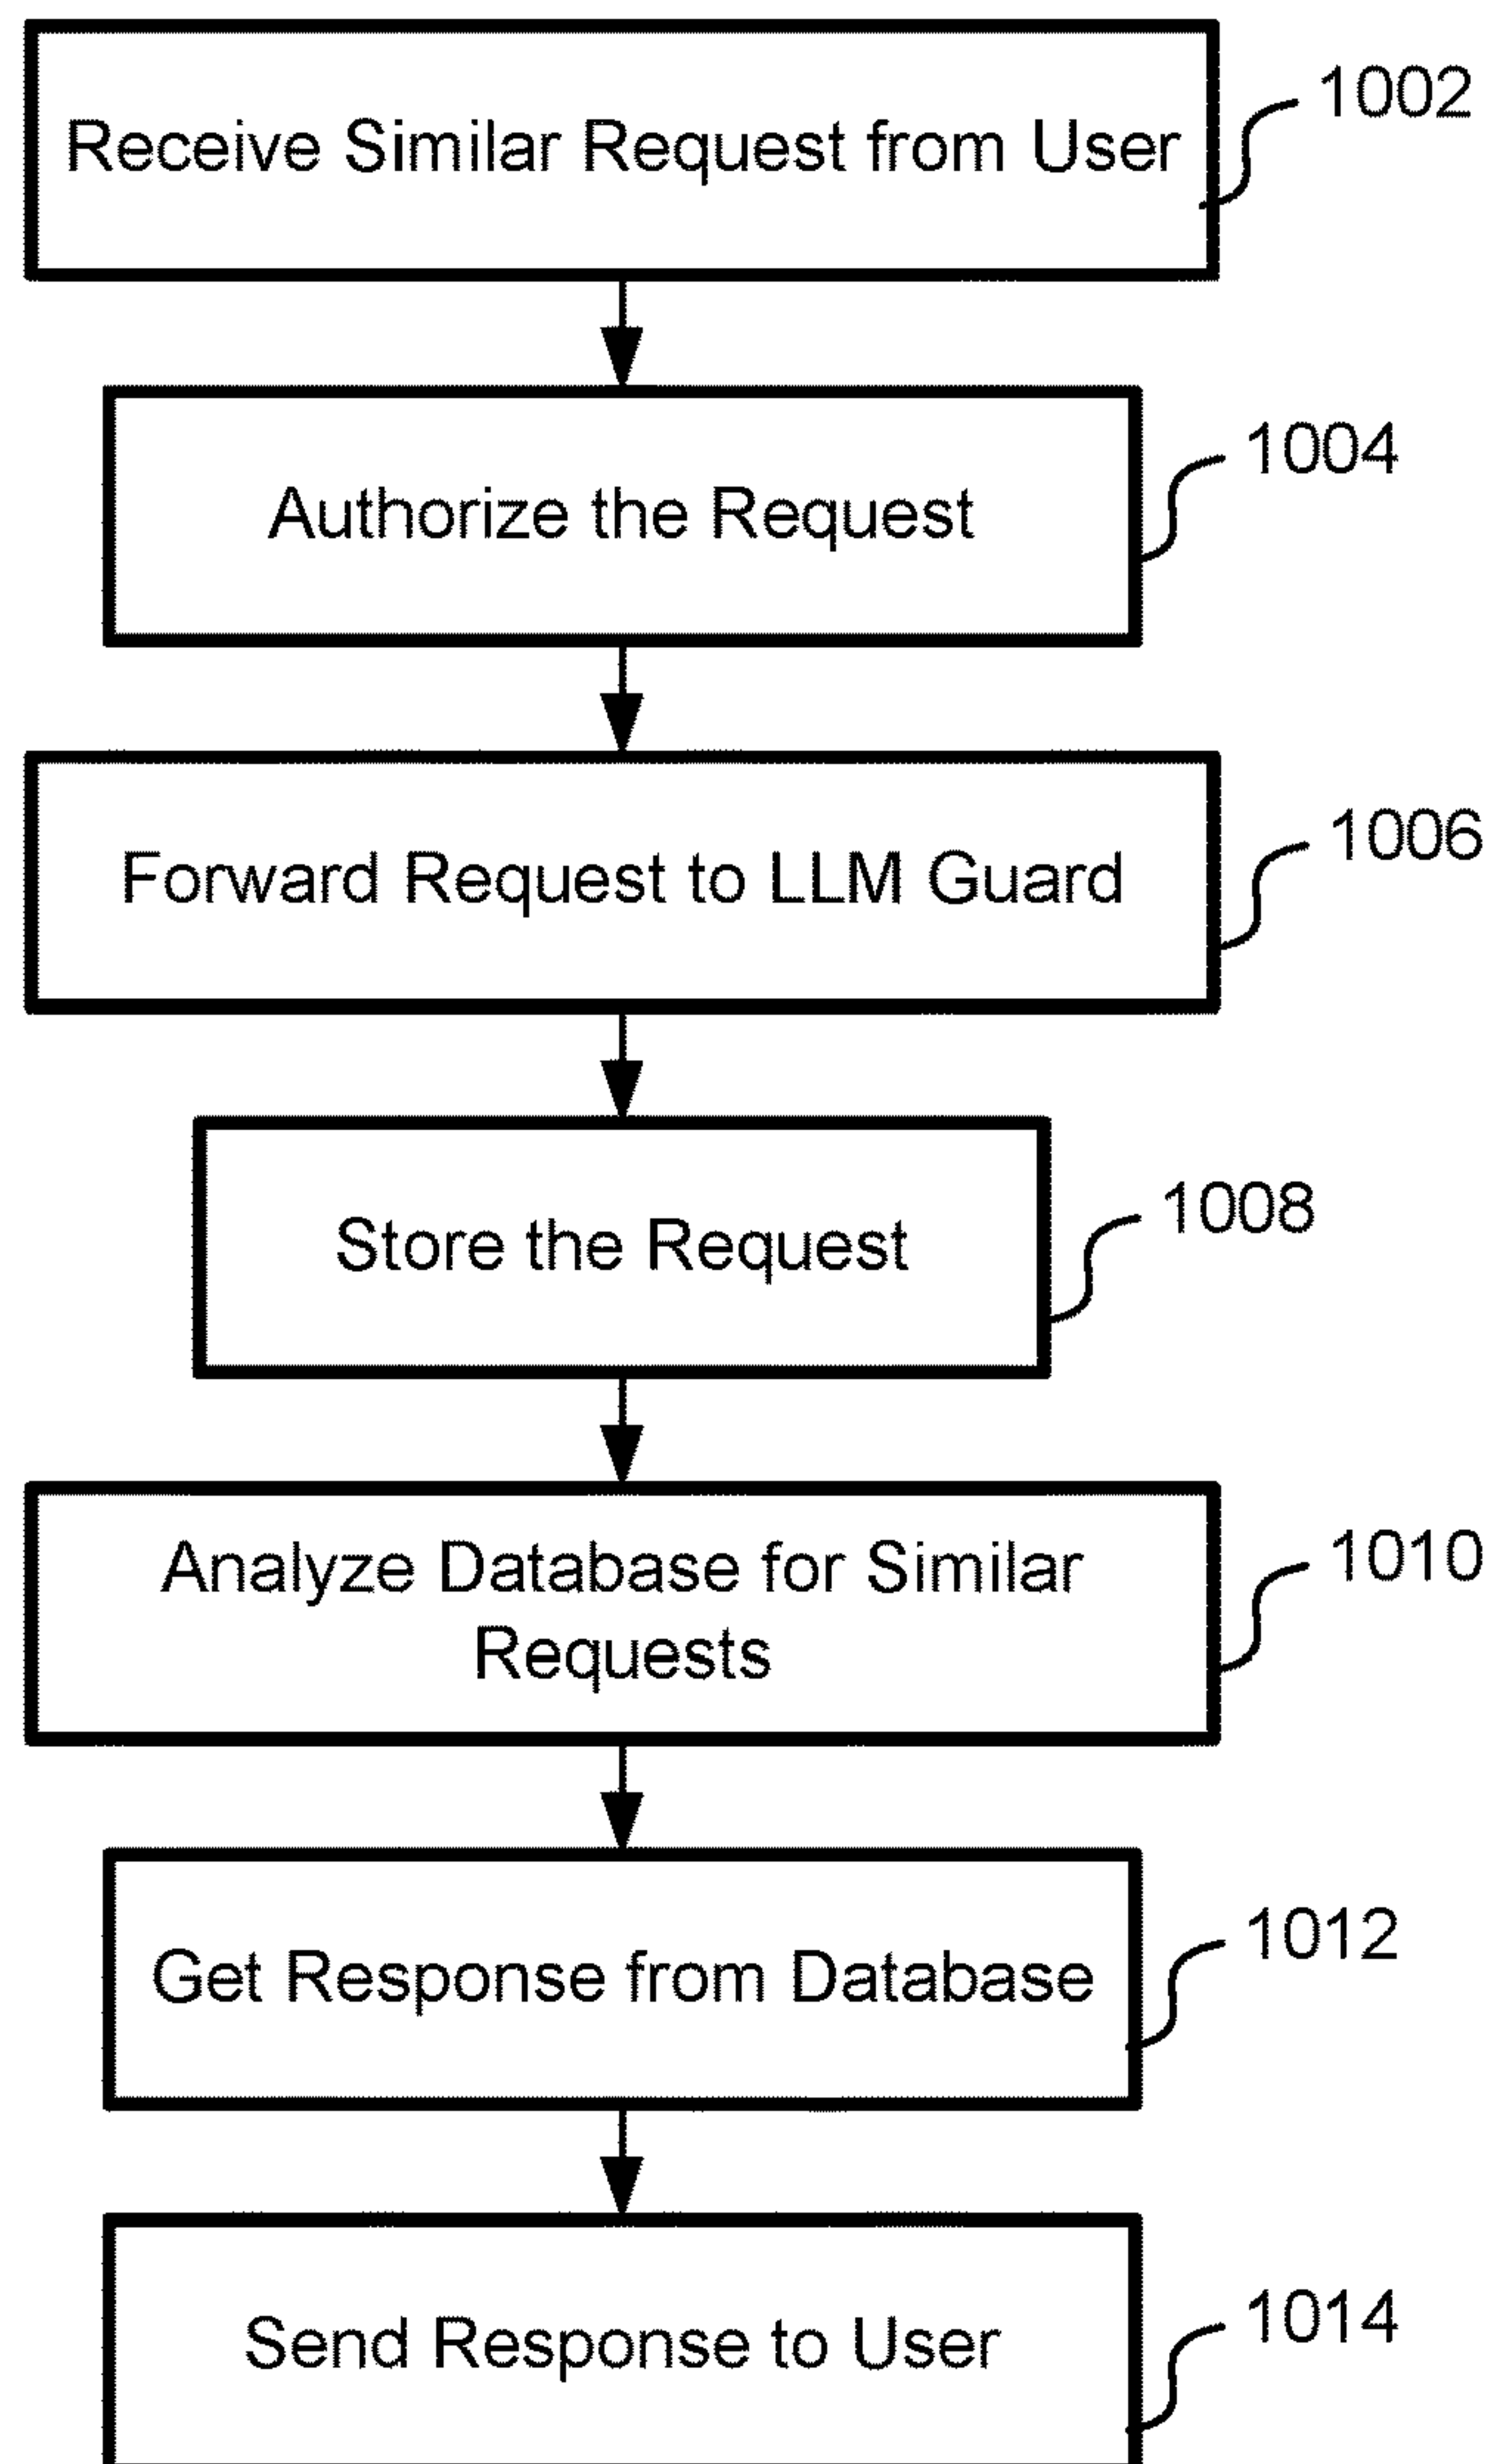 Receive Similar Request from User
1002
Authorize the Request
1004
Forward Request to LLM Guard
1006
Store the Request
1008
Analyze Database for Similar
Requests
1010
Get Response from Database
1012
Send Response to User
1014